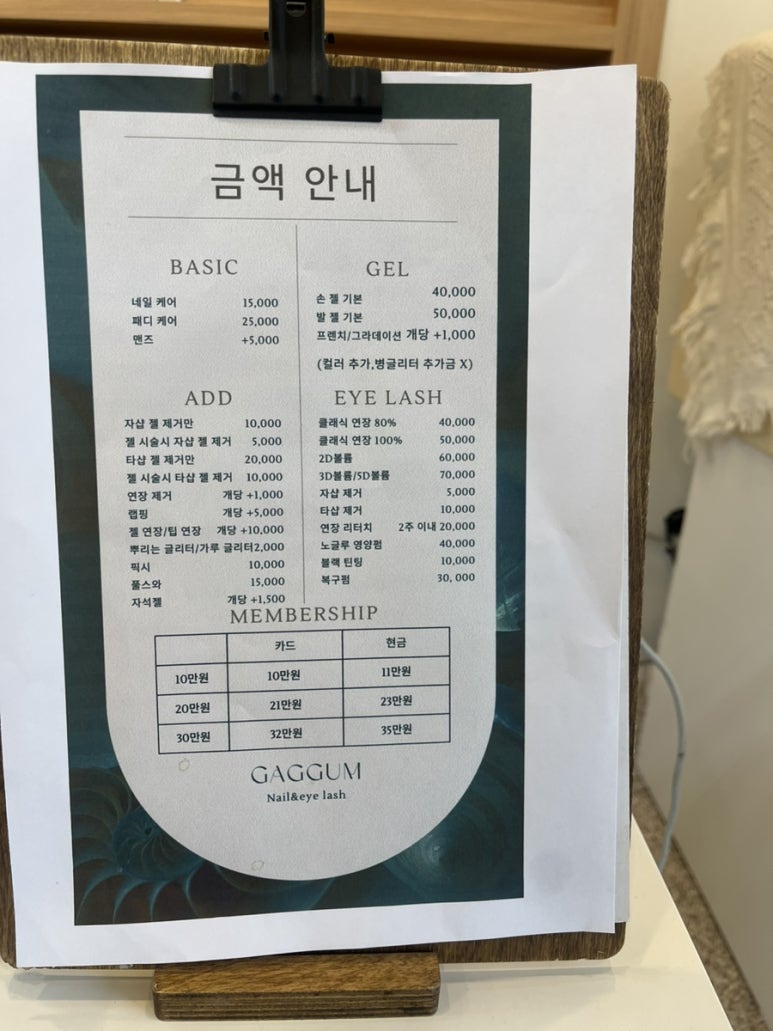 금액 안내
BASIC
네일 케어 15,000
패디 케어 25,000
맨즈 +5,000
GEL
손 젤 기본 40,000
발 젤 기본 50,000
프렌치/그라데이션 개당 +1,000
(컬러 추가,병글리터 추가금 X)
ADD
자샵 젤 제거만 10,000
젤 시술시 자샵 젤 제거 5,000
타샵 젤 제거만 20,000
젤 시술시 타샵 젤 제거 10,000
연장 제거 개당 +1,000
랩핑 개당 +5,000
젤 연장/팁 연장 개당 +10,000
뿌리는 글리터/가루 글리터2,000
픽시 10,000
풀스와 15,000
자석젤 개당 +1,500
EYE LASH
클래식 연장 80% 40,000
클래식 연장 100% 50,000
2D볼륨 60,000
3D볼륨/5D볼륨 70,000
자샵 제거 5,000
타샵 제거 10,000
연장 리터치 2주 이내 20,000
노글루 영양펌 40,000
블랙 틴팅 10,000
복구펌 30, 000
MEMBERSHIP
카드 현금
10만원 10만원 11만원
20만원 21만원 23만원
30만원 32만원 35만원
GAGGUM
Nail&eye lash